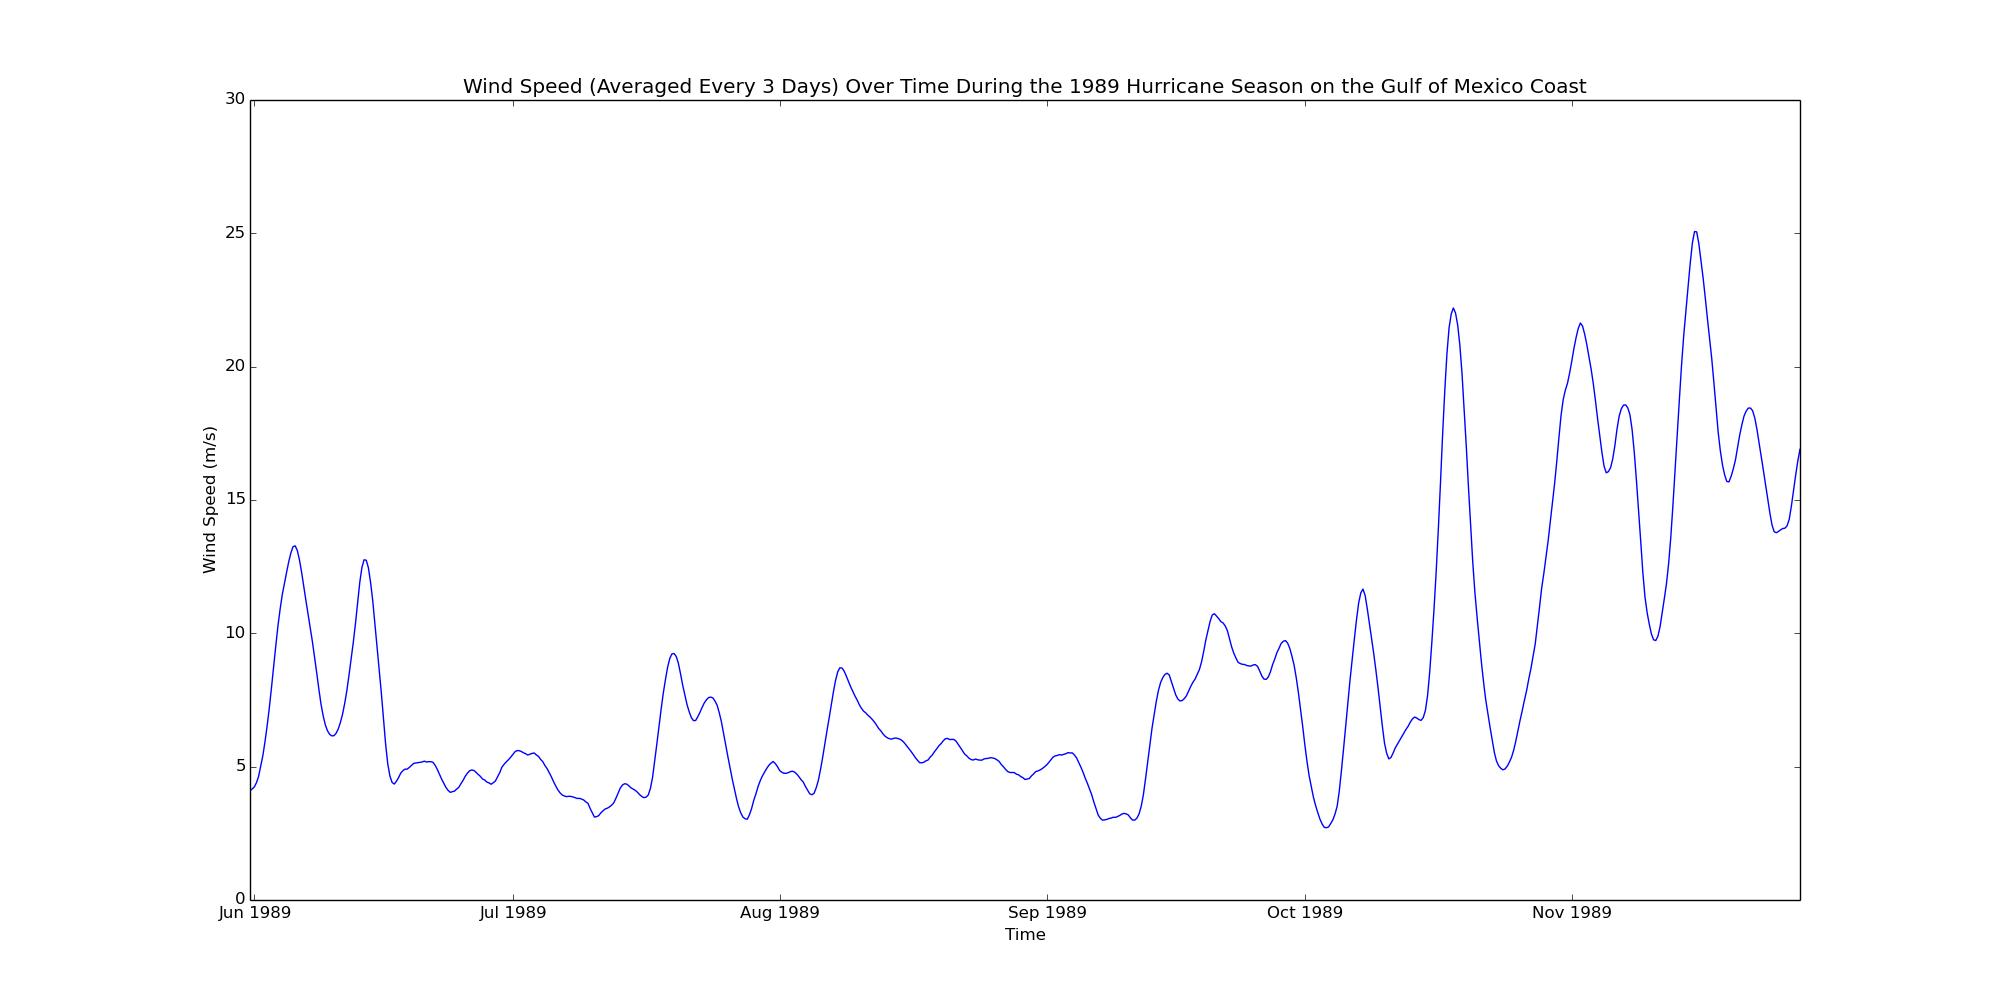 Wind Speed (Averaged Every 3 Days) Over Time During the 1989 Hurricane Season on the Gulf of Mexico Coast
30
25
20
15
10
5
0
Wind Speed (m/s)
Jun 1989 Jul 1989 Aug 1989 Sep 1989 Oct 1989 Nov 1989
Time